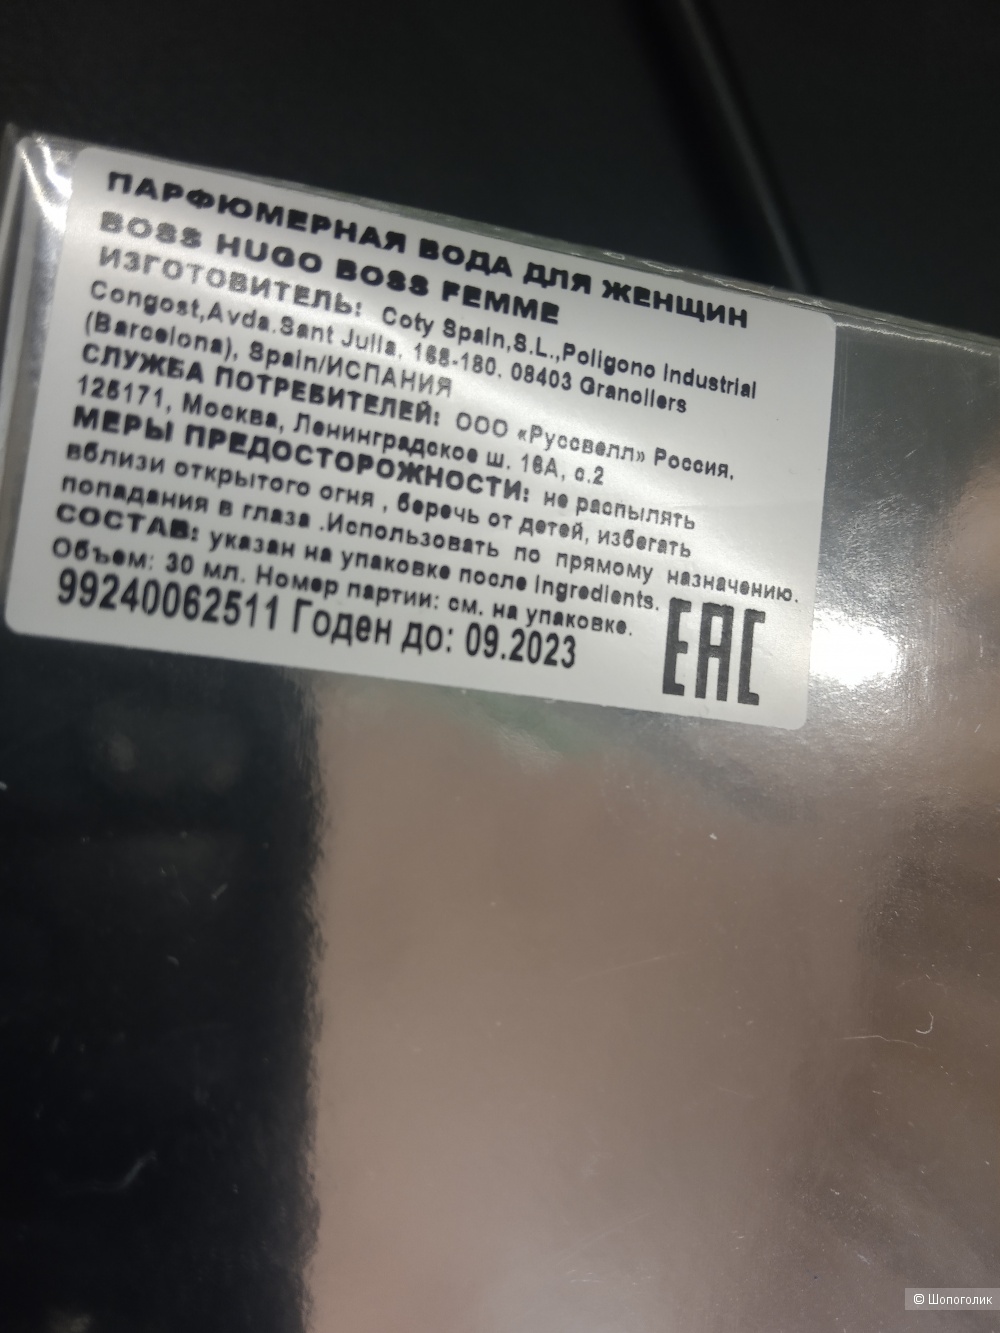 ПАРФЮМЕРНАЯ ВОДА ДЛЯ ЖЕНЩИН
BOSS HUGO BOSS FEMME
ИЗГОТОВИТЕЛЬ: Coty Spain,S.L.,Poligono Industrial
Congost,Avda.Sant Julia, 168-180, 08403 Granollers
(Barcelona), Spain/ИСПАНИЯ
СЛУЖБА ПОТРЕБИТЕЛЕЙ: ООО «Руссвелл» Россия,
125171, Москва, Ленинградское ш. 16А, с.2
МЕРЫ ПРЕДОСТОРОЖНОСТИ: не распылять
вблизи открытого огня , беречь от детей, избегать
попадания в глаза .Использовать по прямому назначению.
СОСТАВ: указан на упаковке после Ingredients.
Объем: 30 мл. Номер партии: см. на упаковке.
99240062511 Годен до: 09.2023
EAC
© Шопоголик